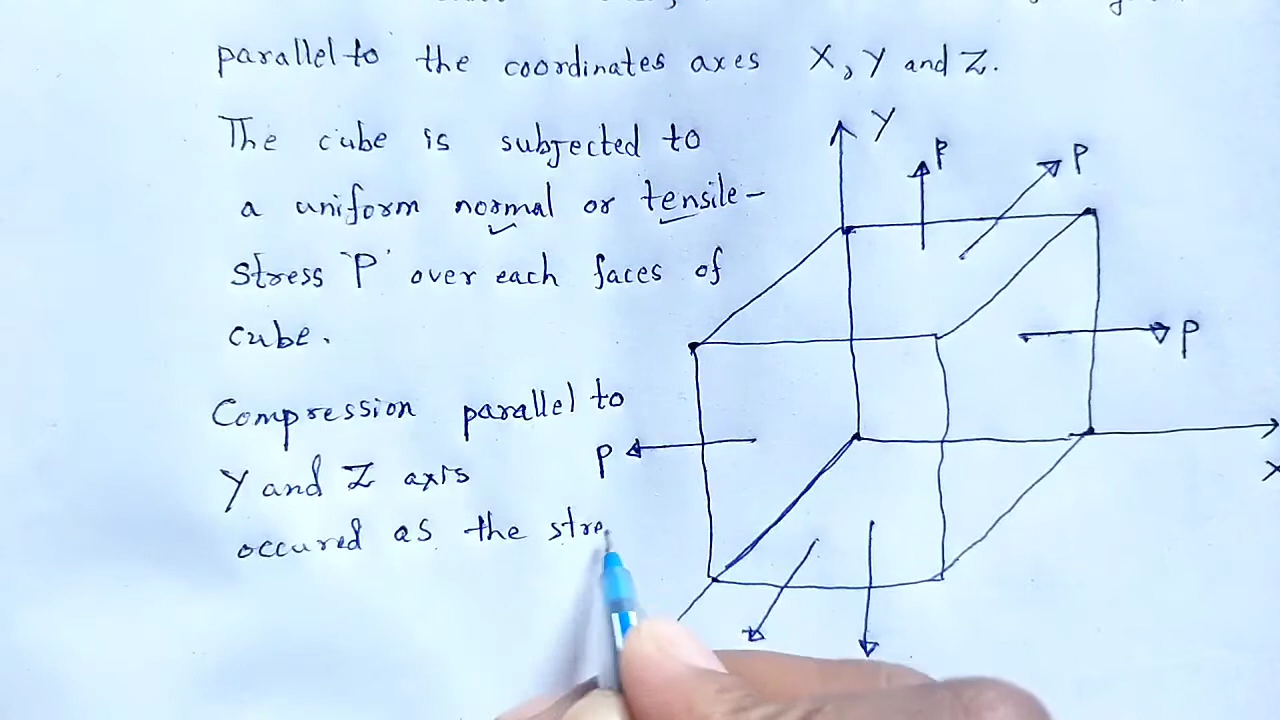 parallel to the coordinates axes X, Y and Z.
The cube is subjected to
a uniform normal or tensile-
stress 'P' over each faces of
cube.
Compression parallel to
Y and Z axis
occured as the stre
Y
P
P
P
P
X